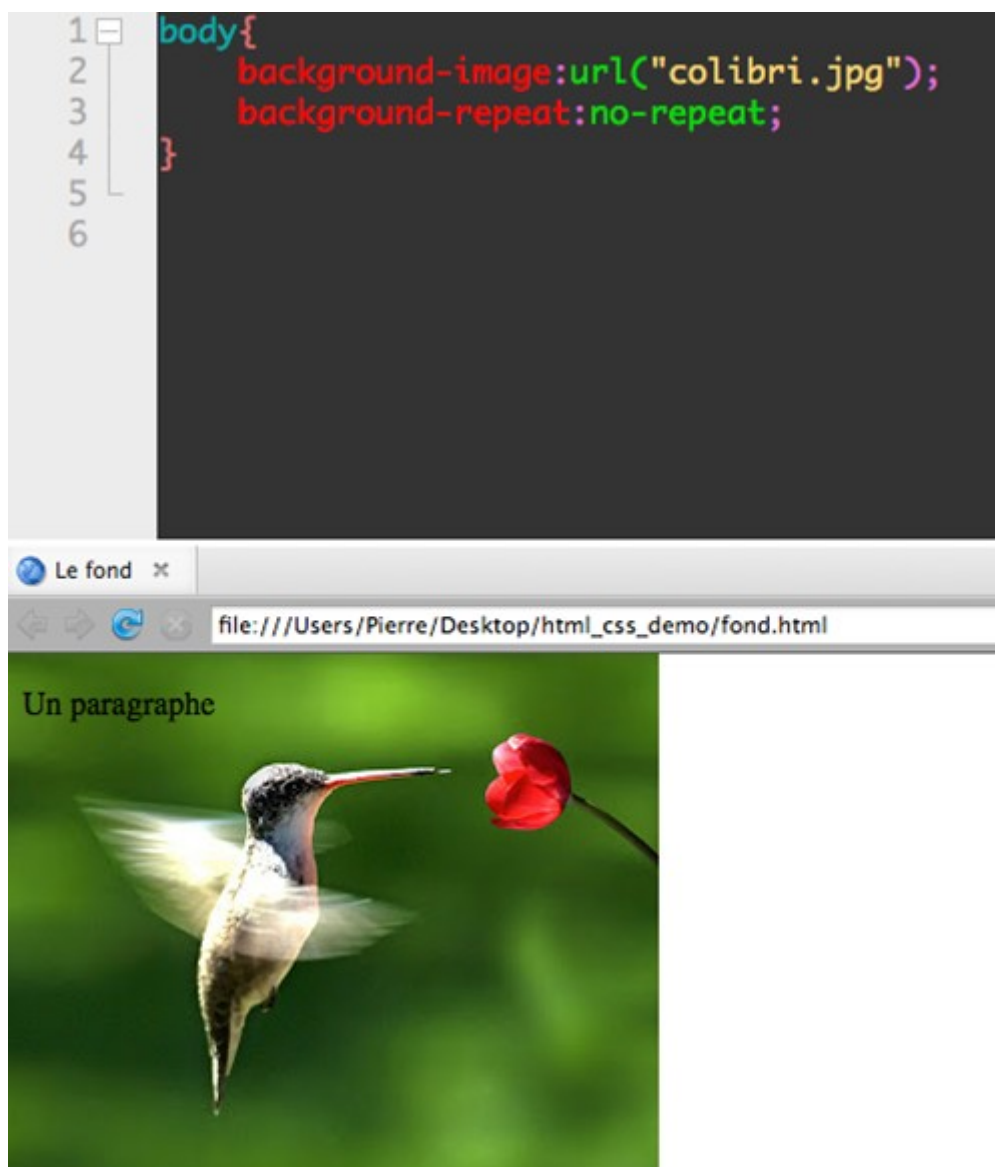 1 body{
2 background-image:url("colibri.jpg");
3 background-repeat:no-repeat;
4 }
5
6
Le fond
file:///Users/Pierre/Desktop/html_css_demo/fond.html
Un paragraphe